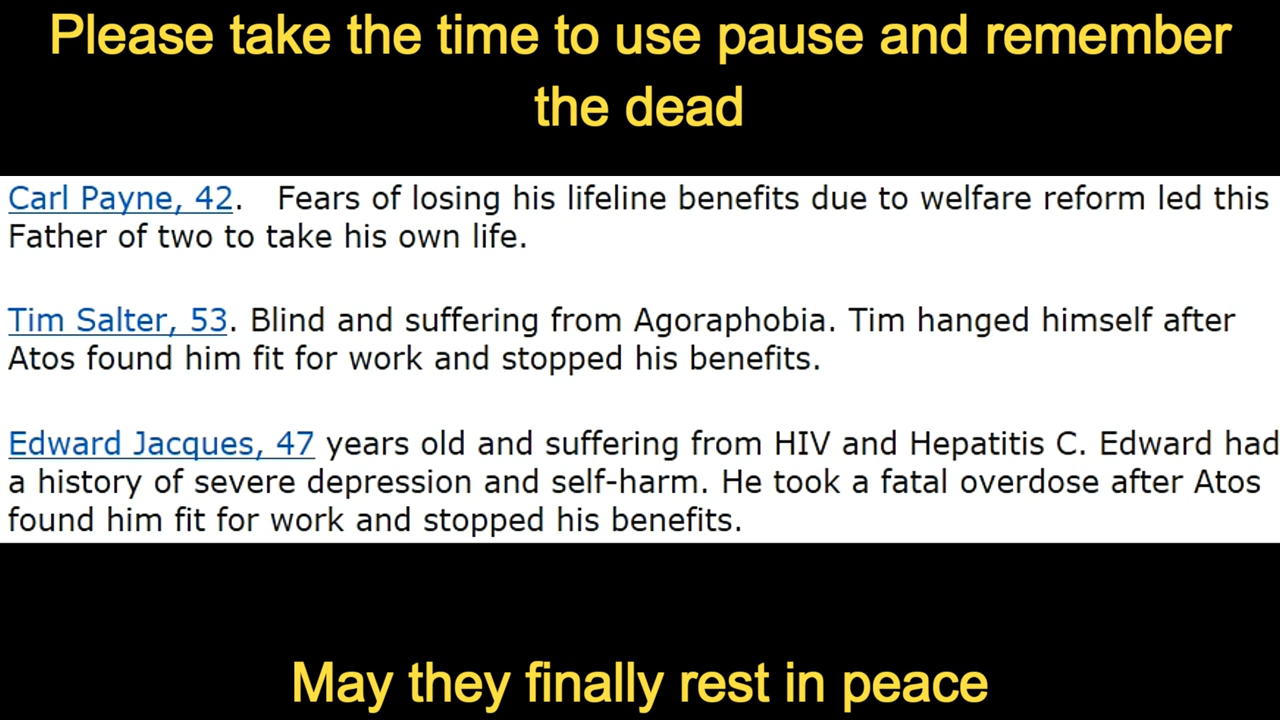 Please take the time to use pause and remember
the dead
Carl Payne, 42.   Fears of losing his lifeline benefits due to welfare reform led this
Father of two to take his own life.
Tim Salter, 53. Blind and suffering from Agoraphobia. Tim hanged himself after
Atos found him fit for work and stopped his benefits.
Edward Jacques, 47 years old and suffering from HIV and Hepatitis C. Edward had
a history of severe depression and self-harm. He took a fatal overdose after Atos
found him fit for work and stopped his benefits.
May they finally rest in peace